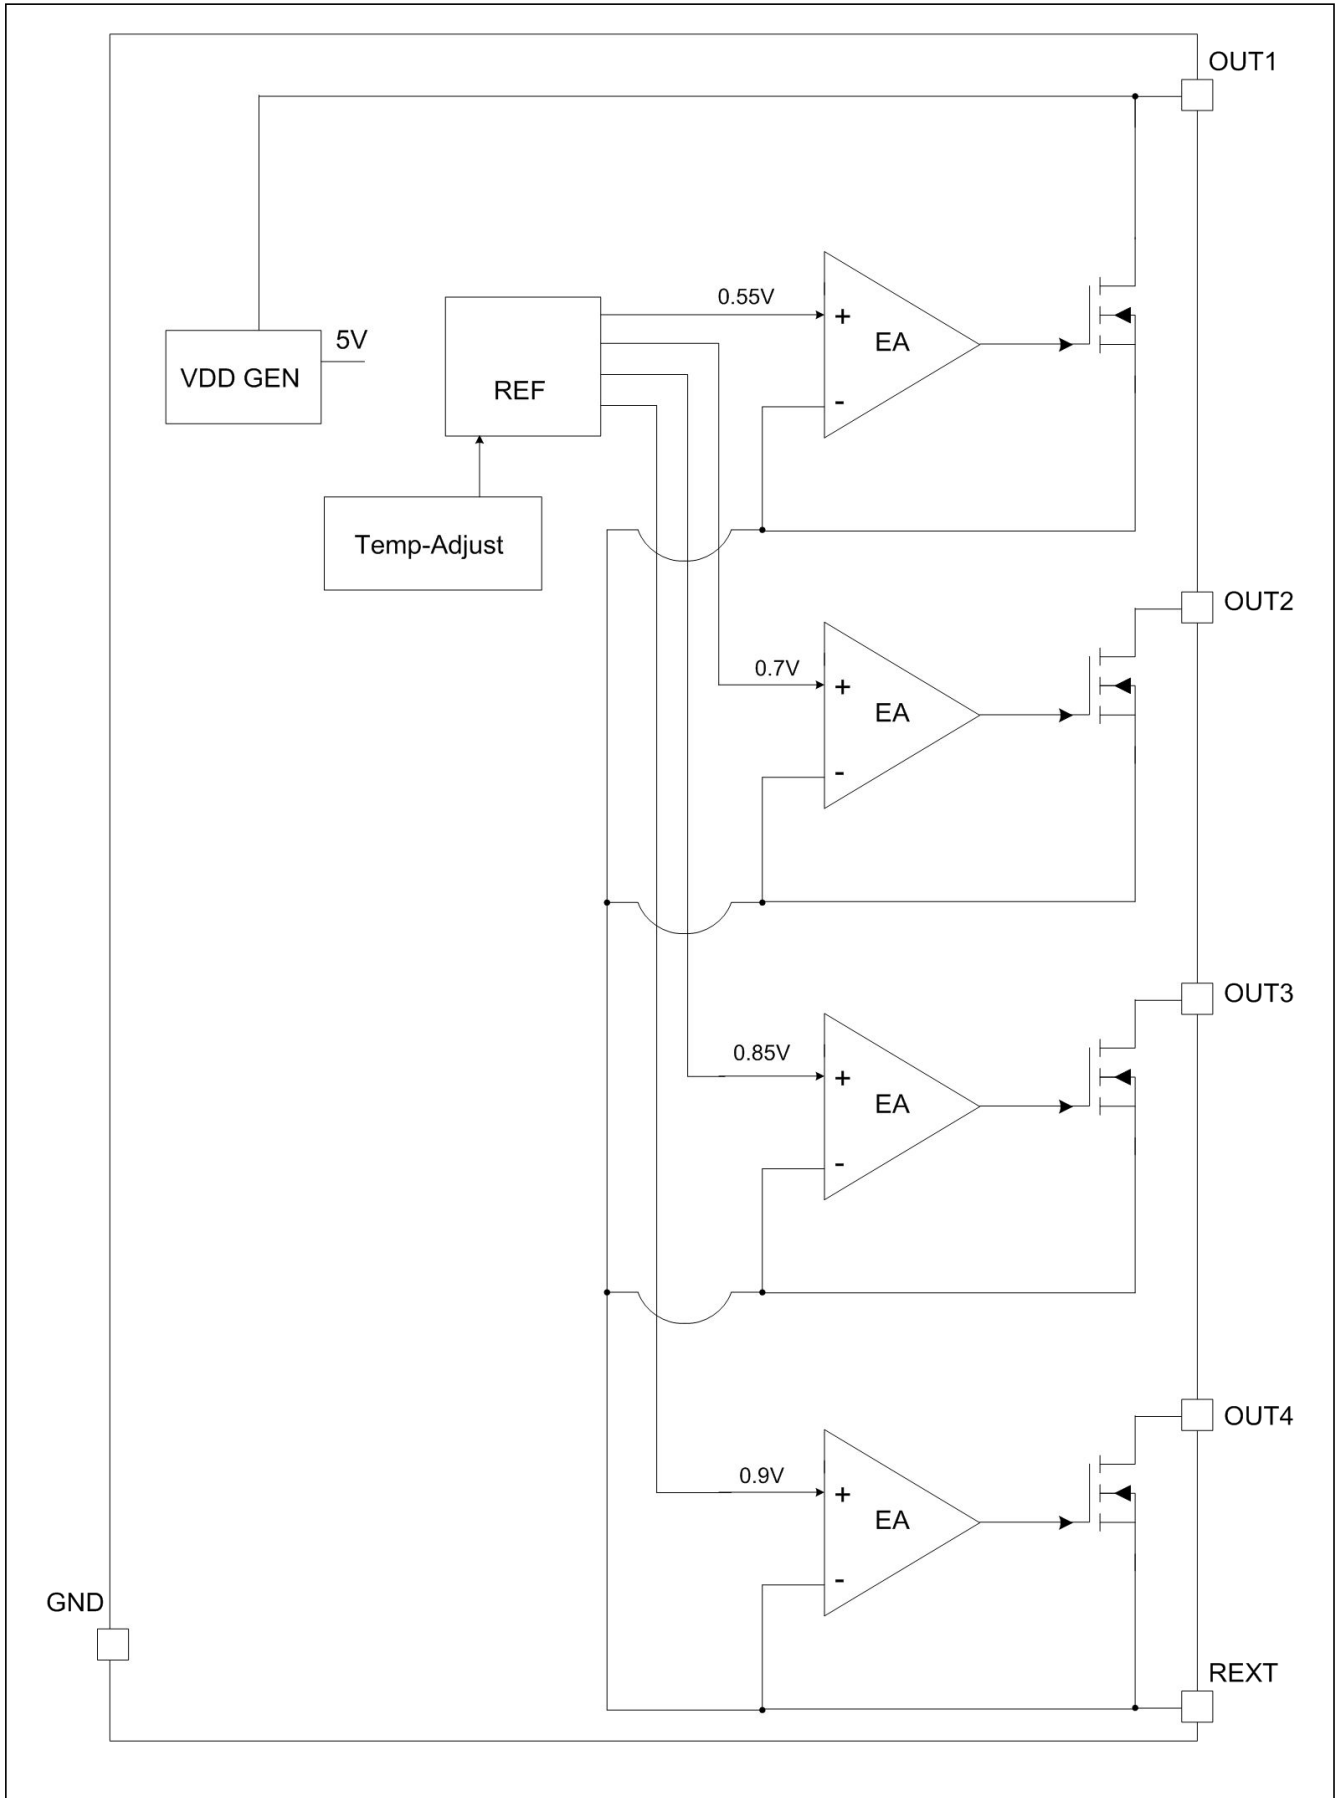 OUT1
0.55V
+
EA
-
5V
VDD GEN
REF
Temp-Adjust
OUT2
0.7V
+
EA
-
OUT3
0.85V
+
EA
-
OUT4
0.9V
+
EA
-
GND
REXT